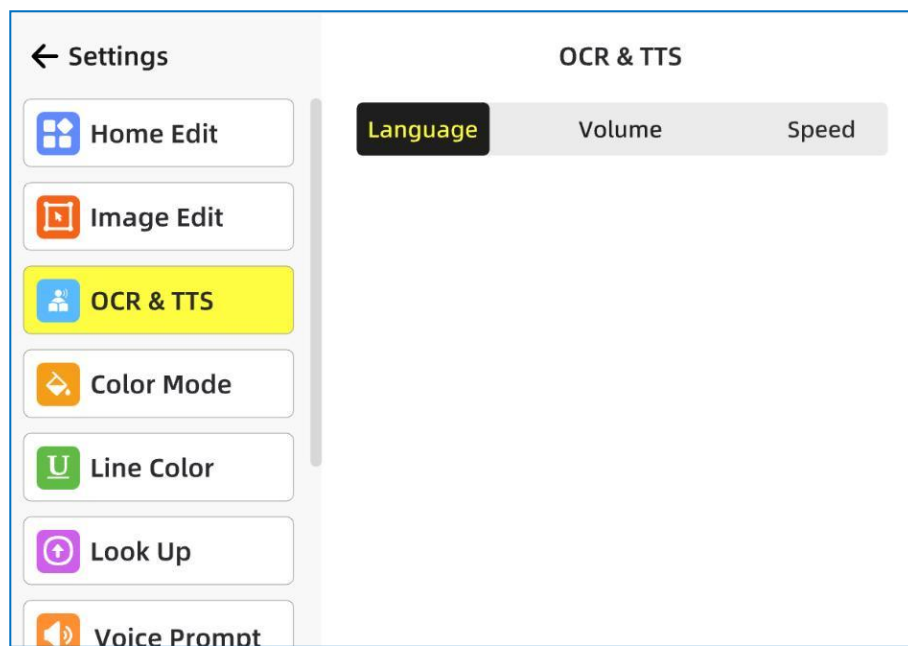 Settings
Home Edit
Image Edit
OCR & TTS
Color Mode
U Line Color
Look Up
Voice Prompt
OCR & TTS
Language Volume Speed